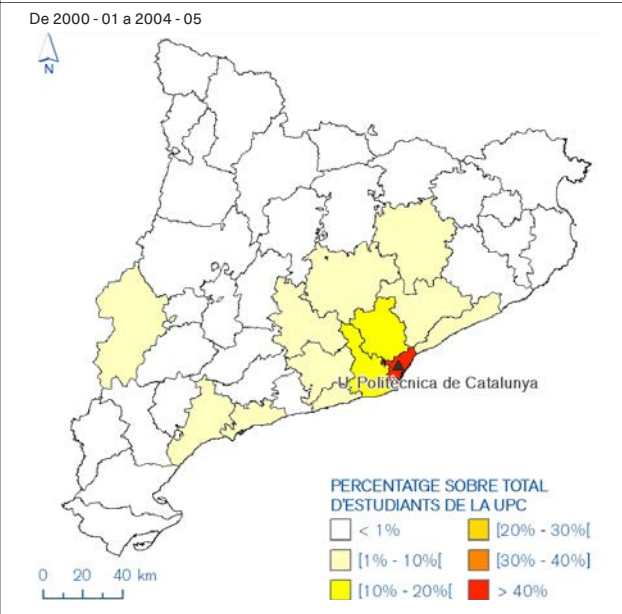 De 2000 - 01 a 2004 - 05
N
U. Politècnica de Catalunya
PERCENTATGE SOBRE TOTAL
D'ESTUDIANTS DE LA UPC
< 1%
[20% - 30%[
[1% - 10%[
[30% - 40%]
[10% - 20%[
> 40%
0 20 40 km